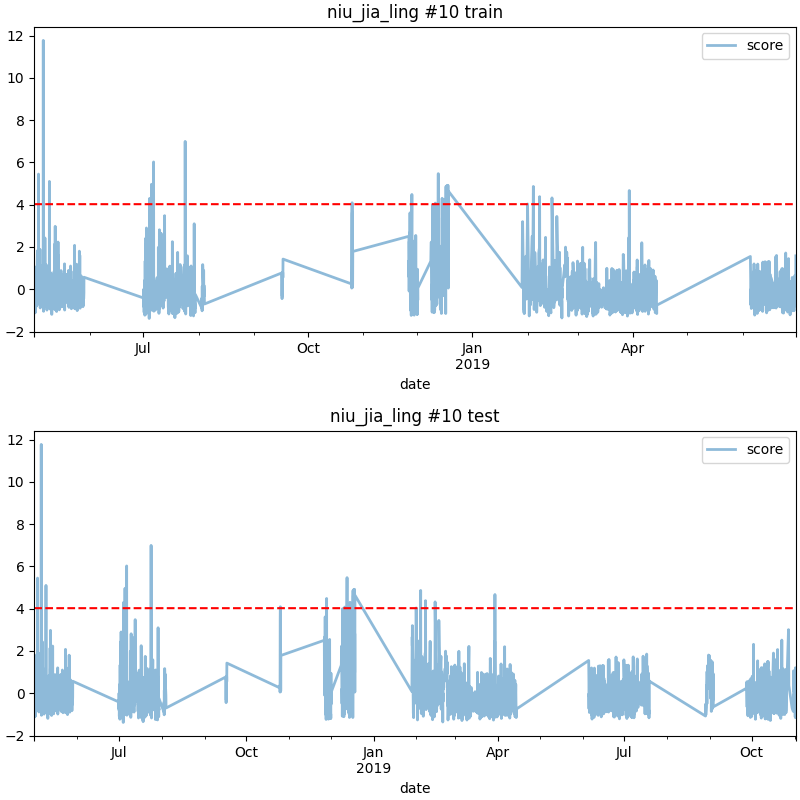 niu_jia_ling #10 train
score
12
10
8
6
4
2
0
−2
Jul
Oct
Jan
2019
Apr
date
niu_jia_ling #10 test
score
12
10
8
6
4
2
0
−2
Jul
Oct
Jan
2019
Apr
Jul
Oct
date